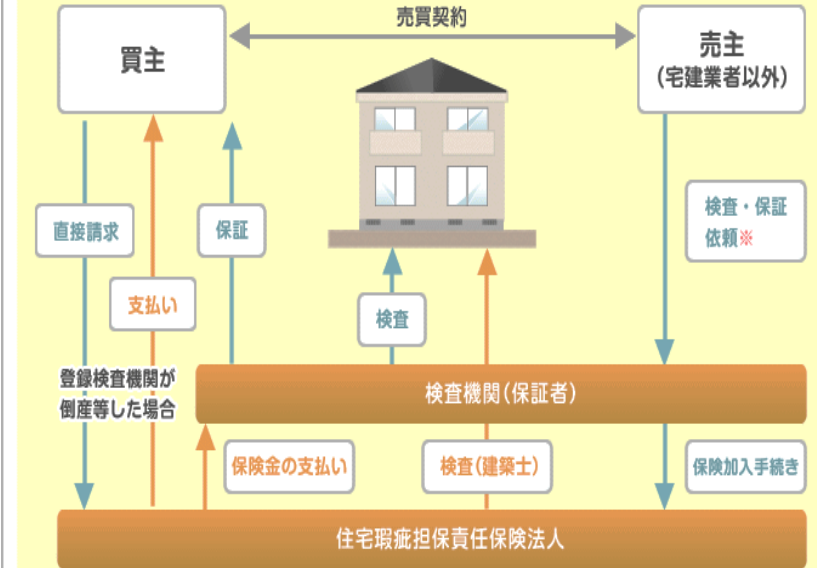 売買契約
買主
売主
(宅建業者以外)
直接請求
保証
検査・保証
依頼※
支払い
検査
登録検査機関が
倒産等した場合
検査機関(保証者)
保険金の支払い
検査(建築士)
保険加入手続き
住宅瑕疵担保責任保険法人